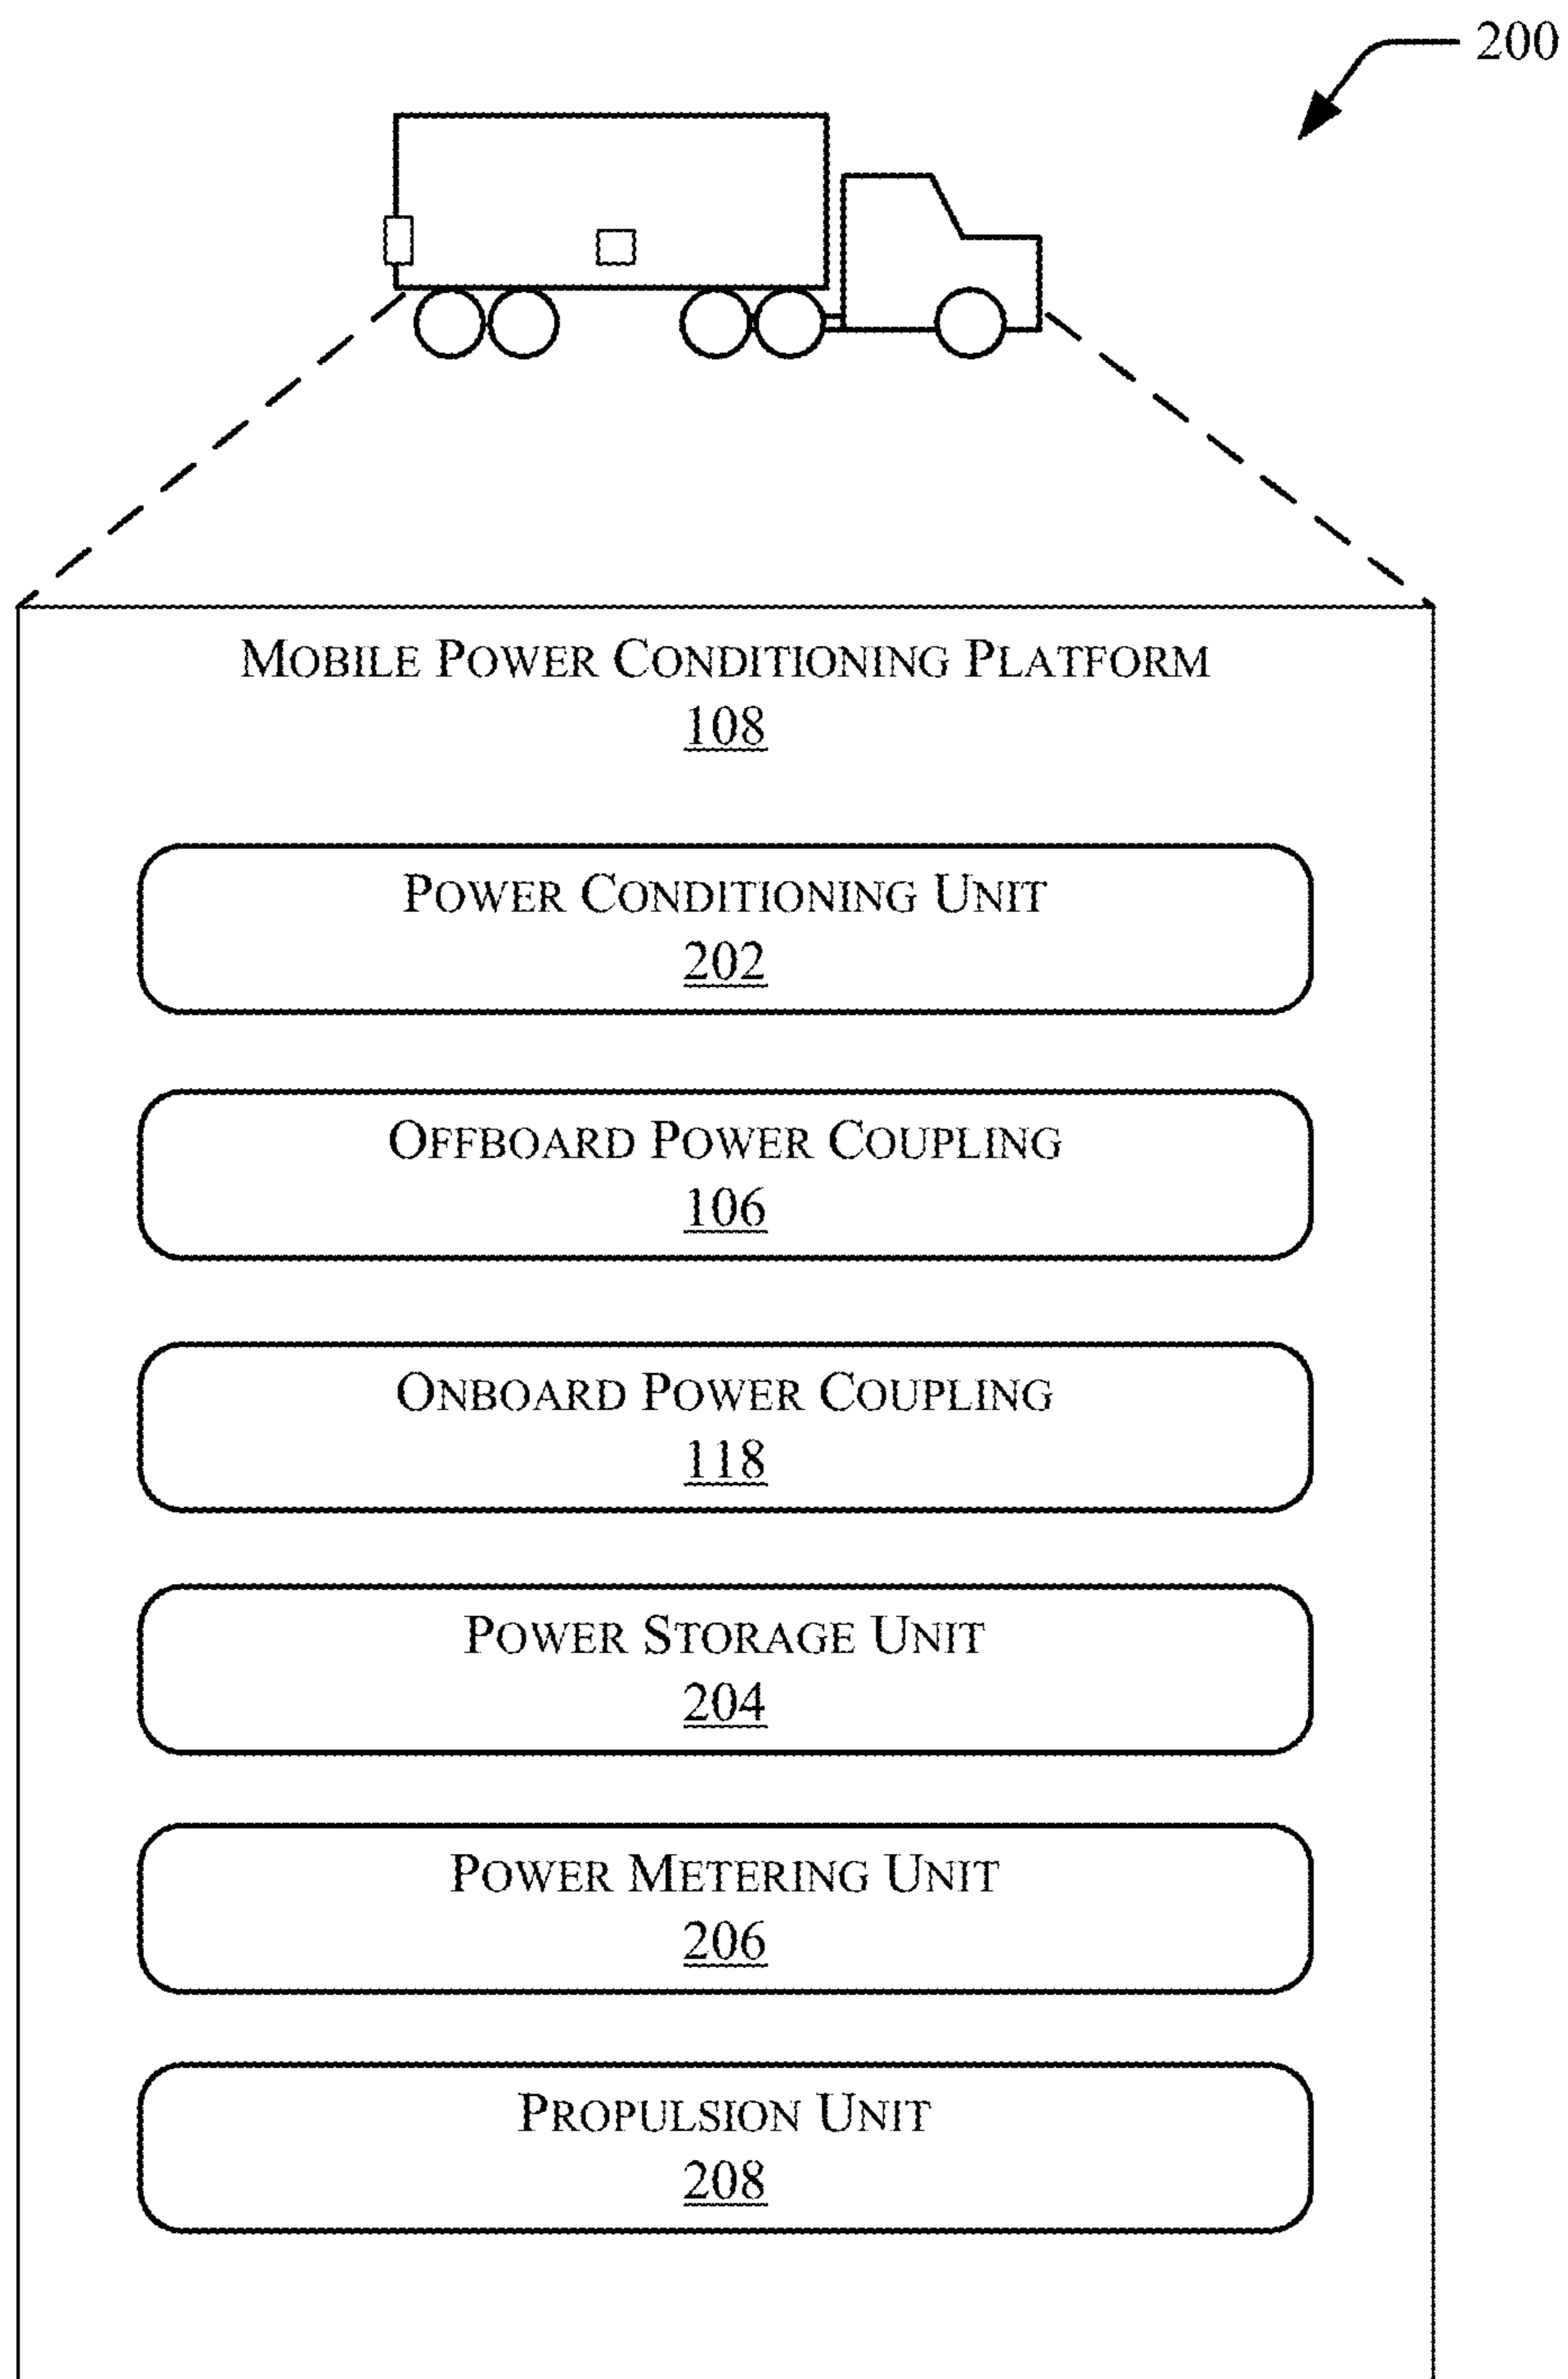 200
MOBILE POWER CONDITIONING PLATFORM
108
POWER CONDITIONING UNIT
202
OFFBOARD POWER COUPLING
106
ONBOARD POWER COUPLING
118
POWER STORAGE UNIT
204
POWER METERING UNIT
206
PROPULSION UNIT
208